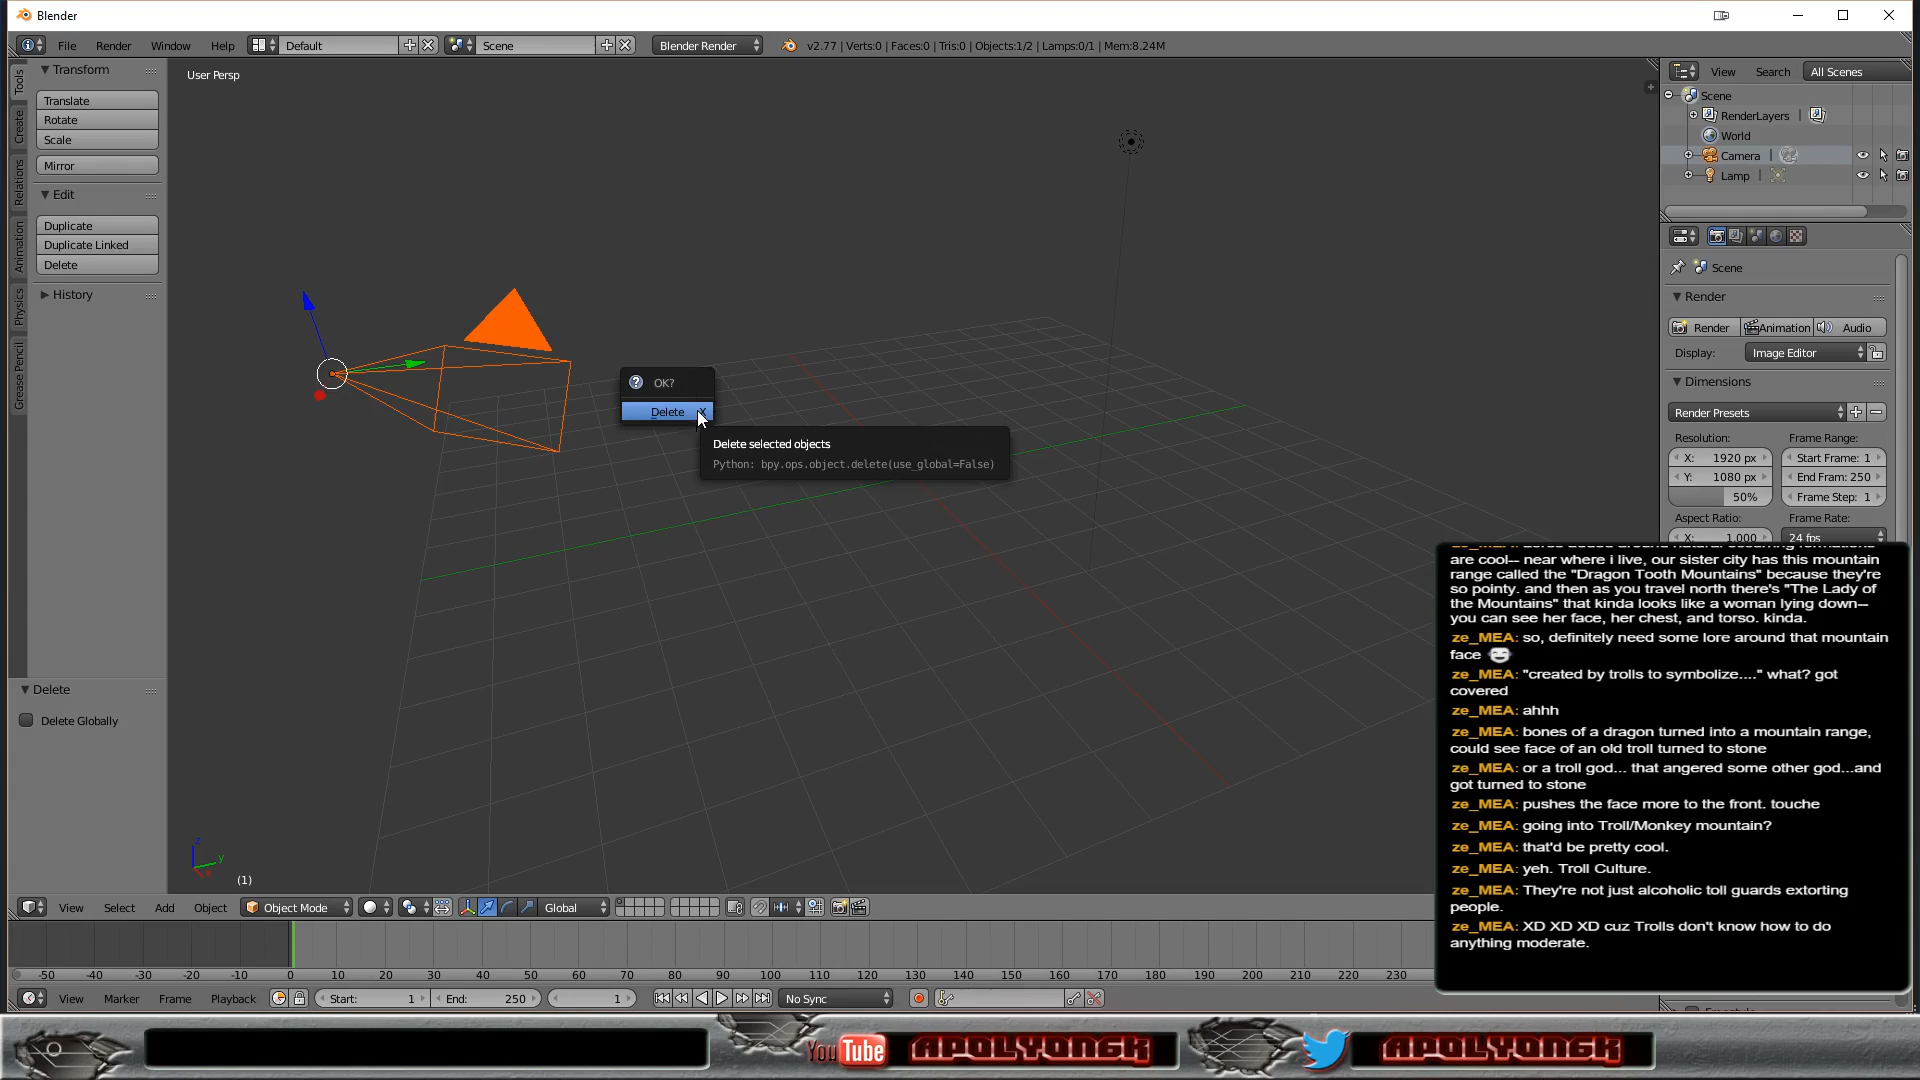 Blender
File Render Window Help Default Scene Blender Render v2.77 | Verts:0 | Faces:0 | Tris:0 | Objects:1/2 | Lamps:0/1 | Mem:8.24M
Tools
Create
Relations
Animation
Physics
Grease Pencil
Transform
Translate
Rotate
Scale
Mirror
Edit
Duplicate
Duplicate Linked
Delete
History
Delete
Delete Globally
User Persp
OK?
Delete X
Delete selected objects
Python: bpy.ops.object.delete(use_global=False)
z
y
x
(1)
View Search All Scenes
Scene
RenderLayers |
World
Camera |
Lamp |
Scene
Render
Render Animation Audio
Display: Image Editor
Dimensions
Render Presets
Resolution: Frame Range:
X: 1920 px Start Frame: 1
Y: 1080 px End Fram: 250
50% Frame Step: 1
Aspect Ratio: Frame Rate:
X: 1.000 24 fps
are cool-- near where i live, our sister city has this mountain
range called the "Dragon Tooth Mountains" because they're
so pointy. and then as you travel north there's "The Lady of
the Mountains" that kinda looks like a woman lying down--
you can see her face, her chest, and torso. kinda.
ze_MEA: so, definitely need some lore around that mountain
face
ze_MEA: "created by trolls to symbolize...." what? got
covered
ze_MEA: ahhh
ze_MEA: bones of a dragon turned into a mountain range,
could see face of an old troll turned to stone
ze_MEA: or a troll god... that angered some other god...and
got turned to stone
ze_MEA: pushes the face more to the front. touche
ze_MEA: going into Troll/Monkey mountain?
ze_MEA: that'd be pretty cool.
ze_MEA: yeh. Troll Culture.
ze_MEA: They're not just alcoholic toll guards extorting
people.
ze_MEA: XD XD XD cuz Trolls don't know how to do
anything moderate.
View Select Add Object Object Mode Global
-50 -40 -30 -20 -10 0 10 20 30 40 50 60 70 80 90 100 110 120 130 140 150 160 170 180 190 200 210 220 230
View Marker Frame Playback Start: 1 End: 250 1 No Sync
YouTube APOLYON6K APOLYON6K